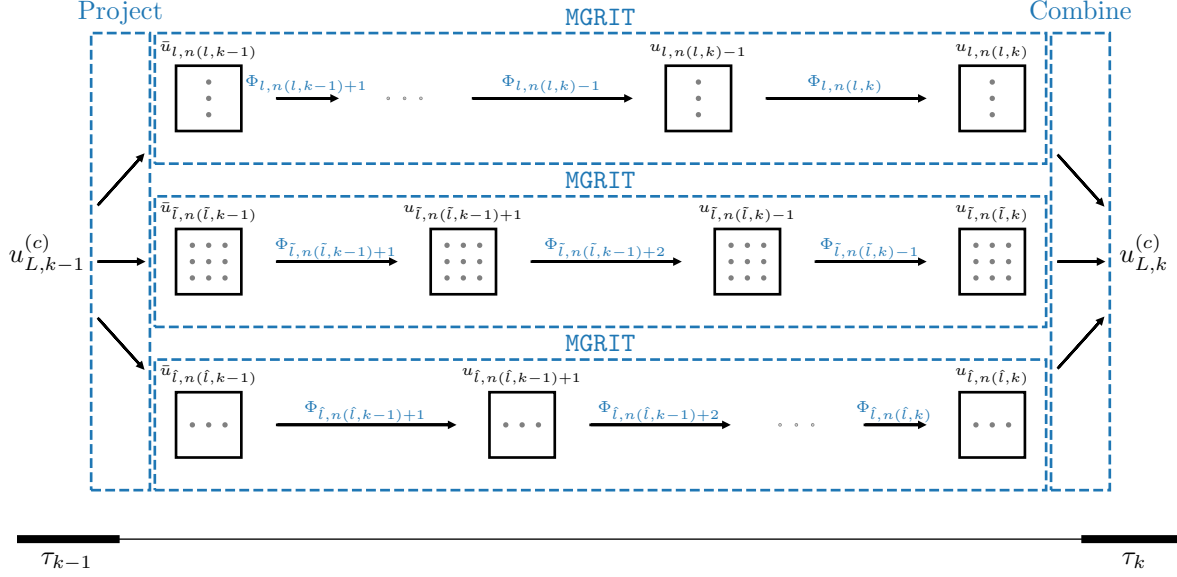 Project MGRIT Combine
ū_{l,n(l,k−1)} u_{l,n(l,k)−1} u_{l,n(l,k)}
Φ_{l,n(l,k−1)+1} · · · Φ_{l,n(l,k)−1} Φ_{l,n(l,k)}
MGRIT
ū_{l̃,n(l̃,k−1)} u_{l̃,n(l̃,k−1)+1} u_{l̃,n(l̃,k)−1} u_{l̃,n(l̃,k)}
Φ_{l̃,n(l̃,k−1)+1} Φ_{l̃,n(l̃,k−1)+2} Φ_{l̃,n(l̃,k)−1}
u_{L,k−1}^{(c)} u_{L,k}^{(c)}
MGRIT
ū_{l̂,n(l̂,k−1)} u_{l̂,n(l̂,k−1)+1} u_{l̂,n(l̂,k)}
Φ_{l̂,n(l̂,k−1)+1} Φ_{l̂,n(l̂,k−1)+2} · · · Φ_{l̂,n(l̂,k)}
τ_{k−1} τ_k